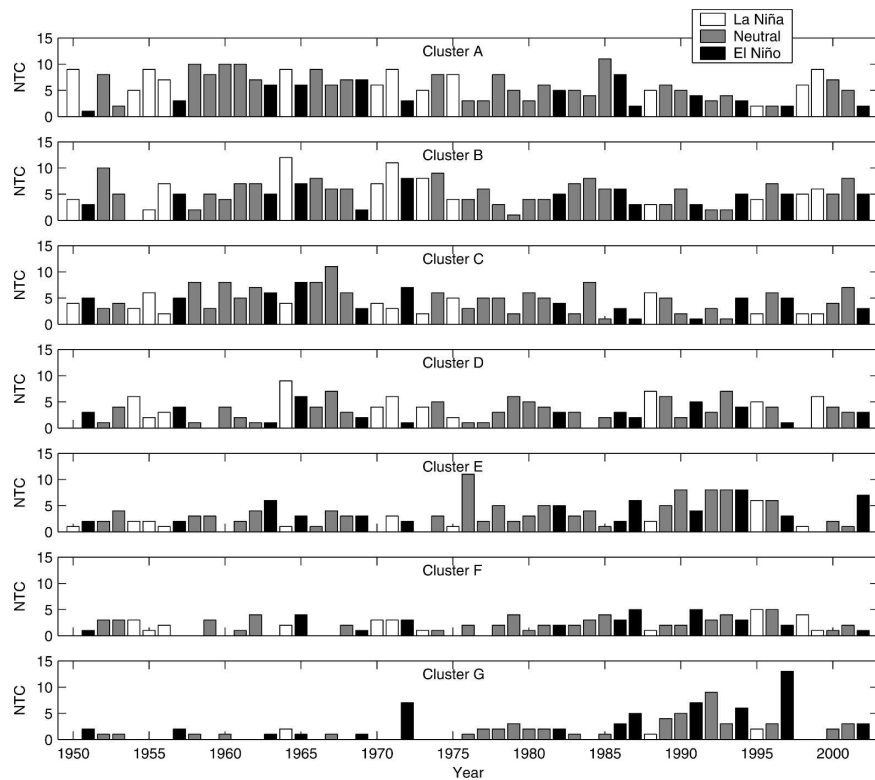 La Niña
Neutral
El Niño
Cluster A
NTC
15
10
5
0
Cluster B
NTC
15
10
5
0
Cluster C
NTC
15
10
5
0
Cluster D
NTC
15
10
5
0
Cluster E
NTC
15
10
5
0
Cluster F
NTC
15
10
5
0
Cluster G
NTC
15
10
5
0
1950 1955 1960 1965 1970 1975 1980 1985 1990 1995 2000
Year